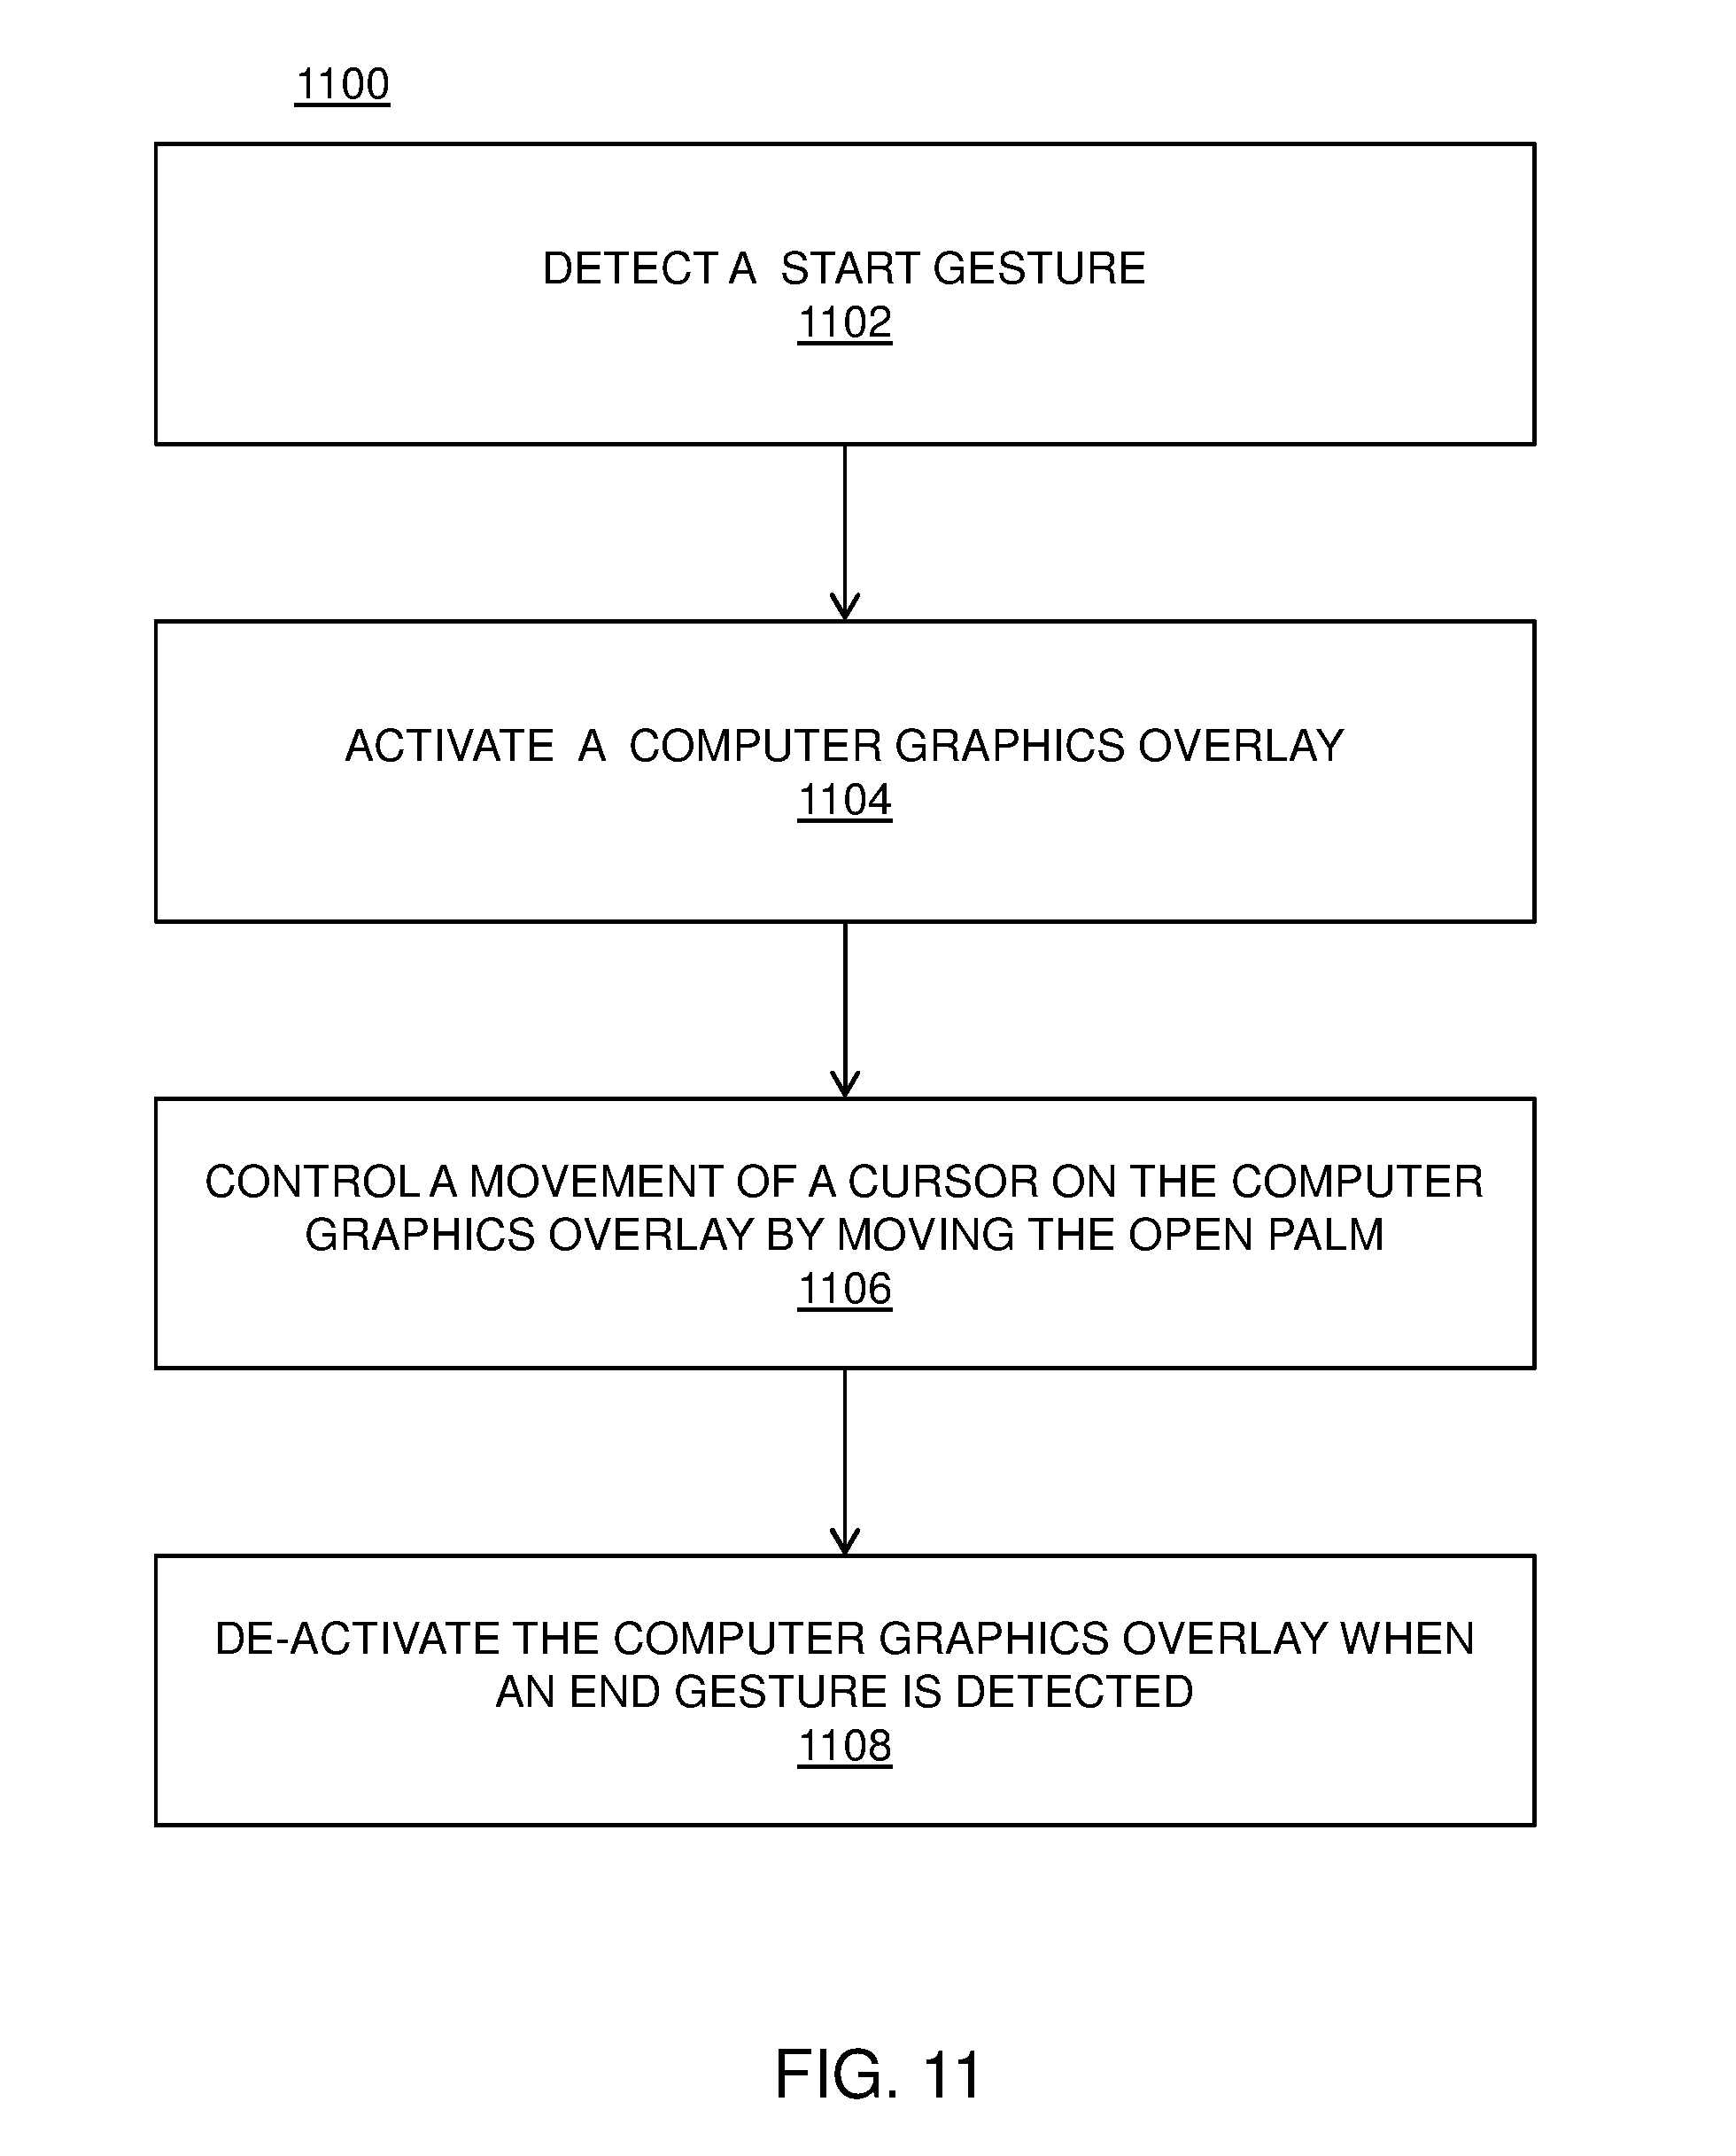 1100
DETECT A START GESTURE
1102
ACTIVATE A COMPUTER GRAPHICS OVERLAY
1104
CONTROL A MOVEMENT OF A CURSOR ON THE COMPUTER
GRAPHICS OVERLAY BY MOVING THE OPEN PALM
1106
DE-ACTIVATE THE COMPUTER GRAPHICS OVERLAY WHEN
AN END GESTURE IS DETECTED
1108
FIG. 11